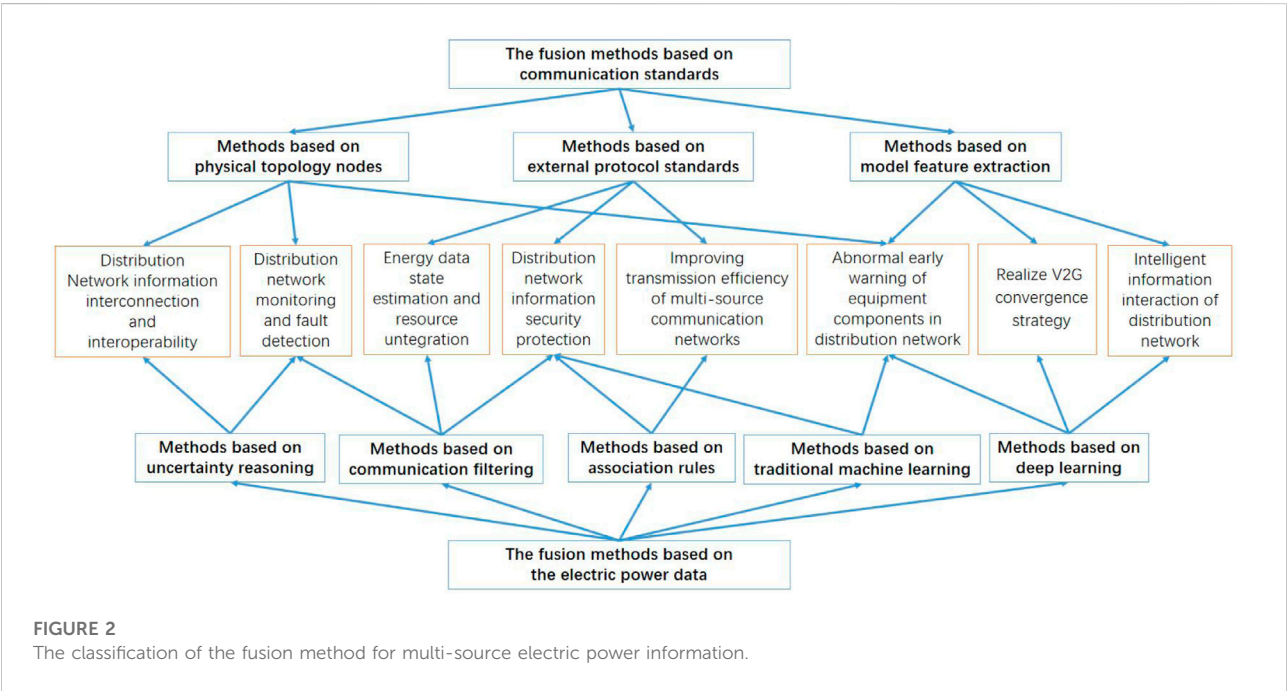 The fusion methods based on
communication standards
Methods based on
physical topology nodes
Methods based on
external protocol standards
Methods based on
model feature extraction
Distribution
Network information
interconnection
and
interoperability
Distribution
network
monitoring
and fault
detection
Energy data
state
estimation and
resource
untegration
Distribution
network
information
security
protection
Improving
transmission efficiency
of multi-source
communication
networks
Abnormal early
warning of
equipment
components in
distribution network
Realize V2G
convergence
strategy
Intelligent
information
interaction of
distribution
network
Methods based on
uncertainty reasoning
Methods based on
communication filtering
Methods based on
association rules
Methods based on
traditional machine learning
Methods based on
deep learning
The fusion methods based on
the electric power data
FIGURE 2
The classification of the fusion method for multi-source electric power information.